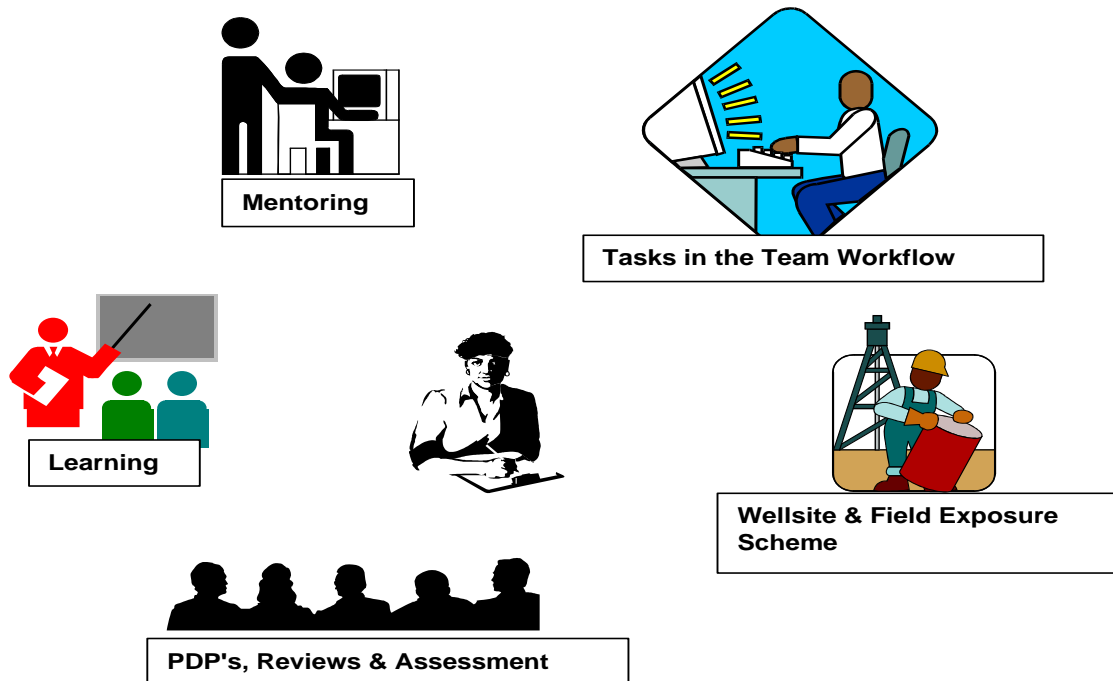 Mentoring
Tasks in the Team Workflow
Learning
Wellsite & Field Exposure
Scheme
PDP's, Reviews & Assessment